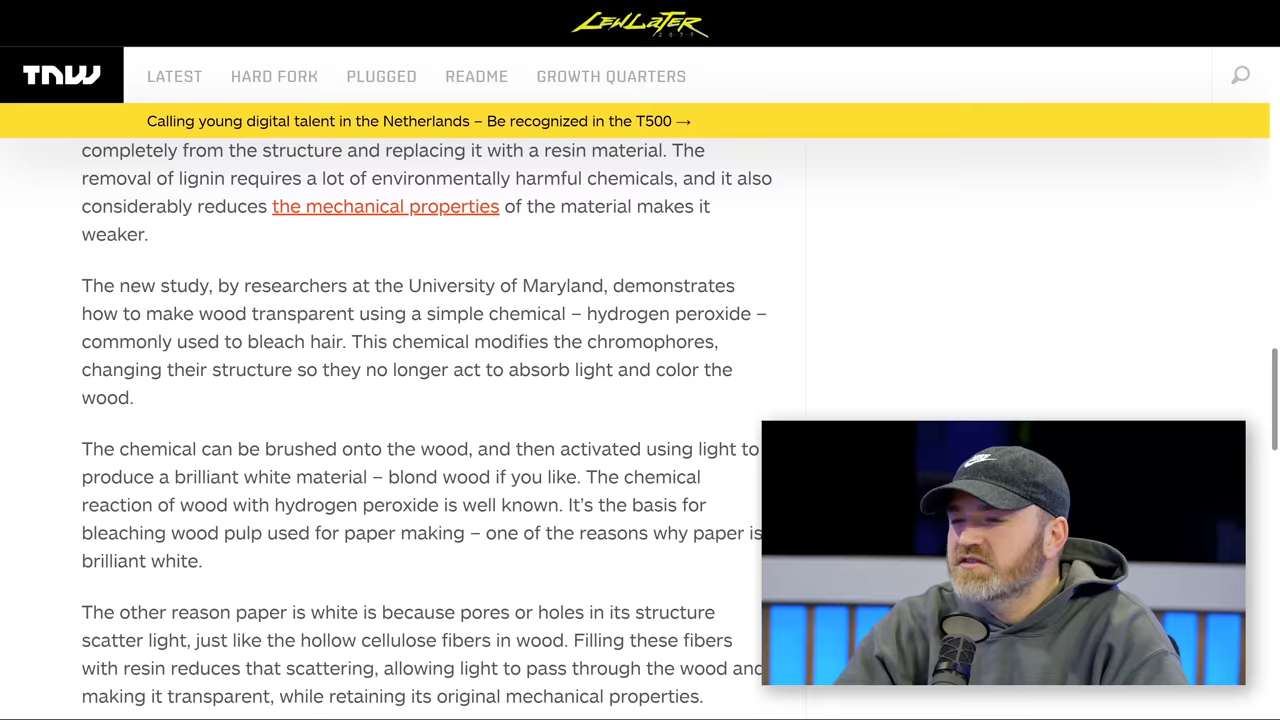 LEWLATER
2077
TNW
LATEST HARD FORK PLUGGED README GROWTH QUARTERS
Calling young digital talent in the Netherlands – Be recognized in the T500 →
completely from the structure and replacing it with a resin material. The
removal of lignin requires a lot of environmentally harmful chemicals, and it also
considerably reduces the mechanical properties of the material makes it
weaker.
The new study, by researchers at the University of Maryland, demonstrates
how to make wood transparent using a simple chemical – hydrogen peroxide –
commonly used to bleach hair. This chemical modifies the chromophores,
changing their structure so they no longer act to absorb light and color the
wood.
The chemical can be brushed onto the wood, and then activated using light to
produce a brilliant white material – blond wood if you like. The chemical
reaction of wood with hydrogen peroxide is well known. It's the basis for
bleaching wood pulp used for paper making – one of the reasons why paper is
brilliant white.
The other reason paper is white is because pores or holes in its structure
scatter light, just like the hollow cellulose fibers in wood. Filling these fibers
with resin reduces that scattering, allowing light to pass through the wood and
making it transparent, while retaining its original mechanical properties.